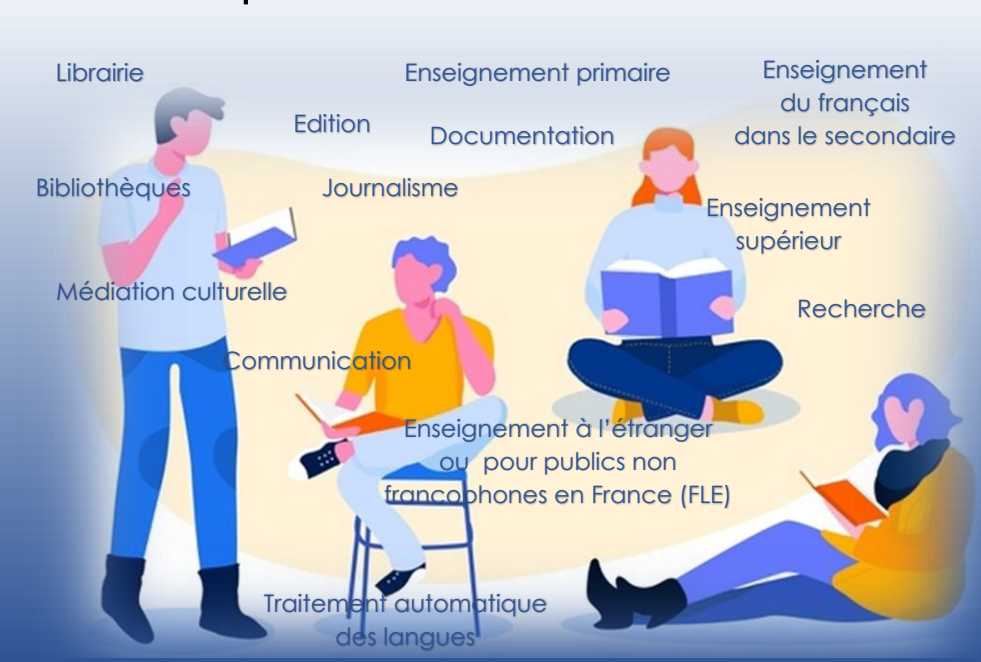 Librairie
Enseignement primaire
Enseignement
du français
dans le secondaire
Edition
Documentation
Bibliothèques
Journalisme
Enseignement
supérieur
Médiation culturelle
Recherche
Communication
Enseignement à l'étranger
ou pour publics non
francophones en France (FLE)
Traitement automatique
des langues